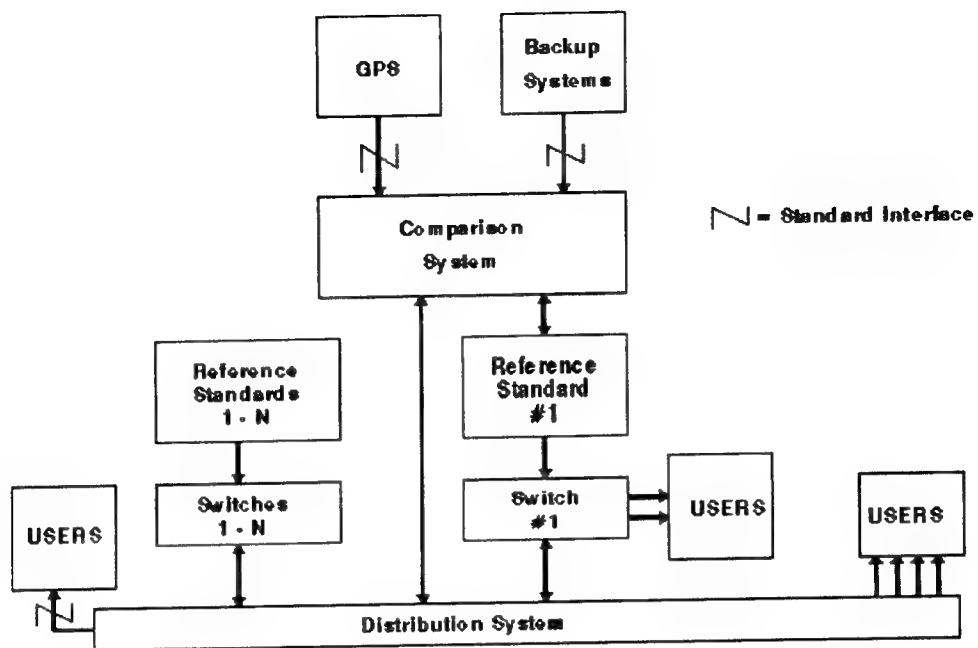 GPS
Backup
Systems
Comparison
System
= Standard Interface
Reference
Standards
1 - N
Reference
Standard
#1
Switches
1 - N
Switch
#1
USERS
USERS
USERS
Distribution System